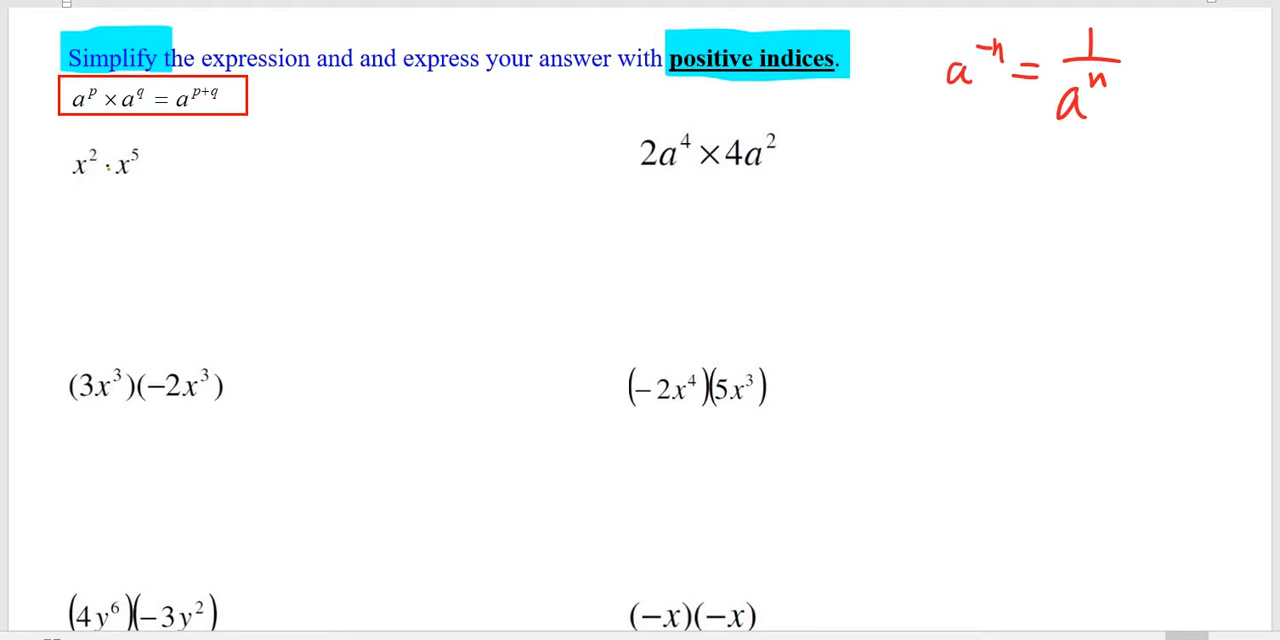 Simplify the expression and and express your answer with positive indices.
a^p × a^q = a^{p+q}
a^{-n} = \frac{1}{a^n}
x^2 · x^5
2a^4 × 4a^2
(3x^3)(−2x^3)
(−2x^4)(5x^3)
(4y^6)(−3y^2)
(−x)(−x)